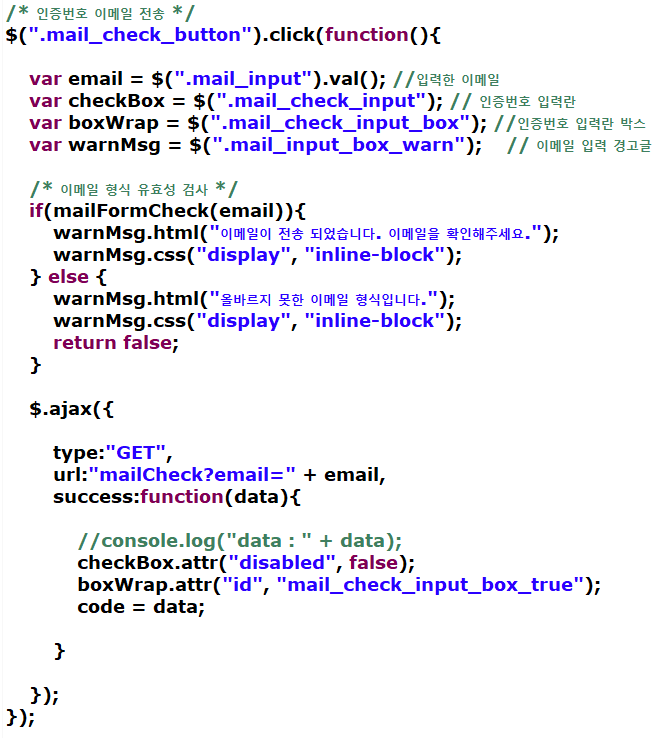 /* 인증번호 이메일 전송 */
$(".mail_check_button").click(function(){
var email = $(".mail_input").val(); //입력한 이메일
var checkBox = $(".mail_check_input"); // 인증번호 입력란
var boxWrap = $(".mail_check_input_box"); //인증번호 입력란 박스
var warnMsg = $(".mail_input_box_warn"); // 이메일 입력 경고글
/* 이메일 형식 유효성 검사 */
if(mailFormCheck(email)){
warnMsg.html("이메일이 전송 되었습니다. 이메일을 확인해주세요.");
warnMsg.css("display", "inline-block");
} else {
warnMsg.html("올바르지 못한 이메일 형식입니다.");
warnMsg.css("display", "inline-block");
return false;
}
$.ajax({
type:"GET",
url:"mailCheck?email=" + email,
success:function(data){
//console.log("data : " + data);
checkBox.attr("disabled", false);
boxWrap.attr("id", "mail_check_input_box_true");
code = data;
}
});
});